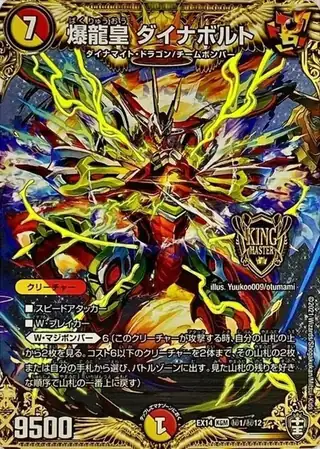 7
ばくりゅうおう
爆龍皇 ダイナボルト
ダイナマイト・ドラゴン/チームボンバー
KING
MASTER
illus. Yuukoo009/otumami
クリーチャー
■スピードアタッカー
■W・ブレイカー
W・マジボンバー 6 (このクリーチャーが攻撃する時、自分の山札の上
から2枚を見る。コスト6以下のクリーチャーを2体まで、その山札の2枚
または自分の手札から選び、バトルゾーンに出す。見た山札の残りを好き
な順序で山札の一番上に戻す)
9500
1
EX14 KGM